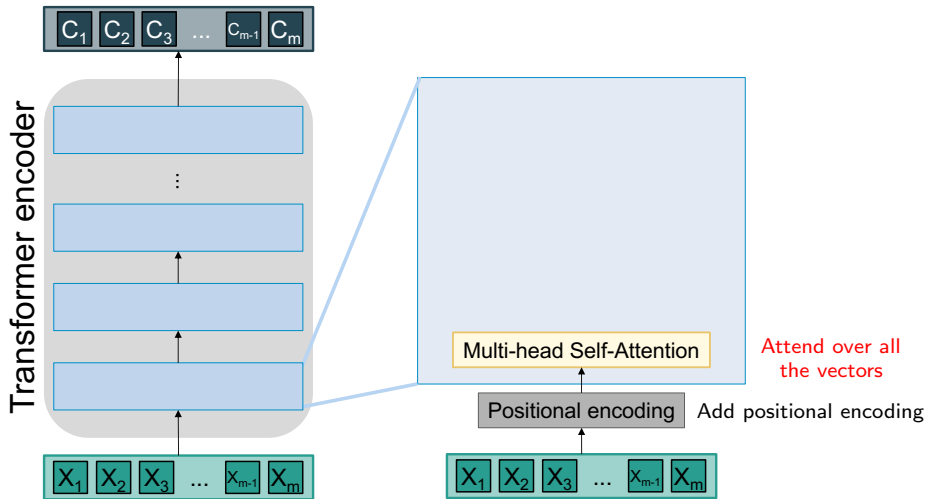 C1 C2 C3 ... Cm-1 Cm
Transformer encoder
...
Multi-head Self-Attention
Attend over all
the vectors
Positional encoding
Add positional encoding
X1 X2 X3 ... Xm-1 Xm
X1 X2 X3 ... Xm-1 Xm